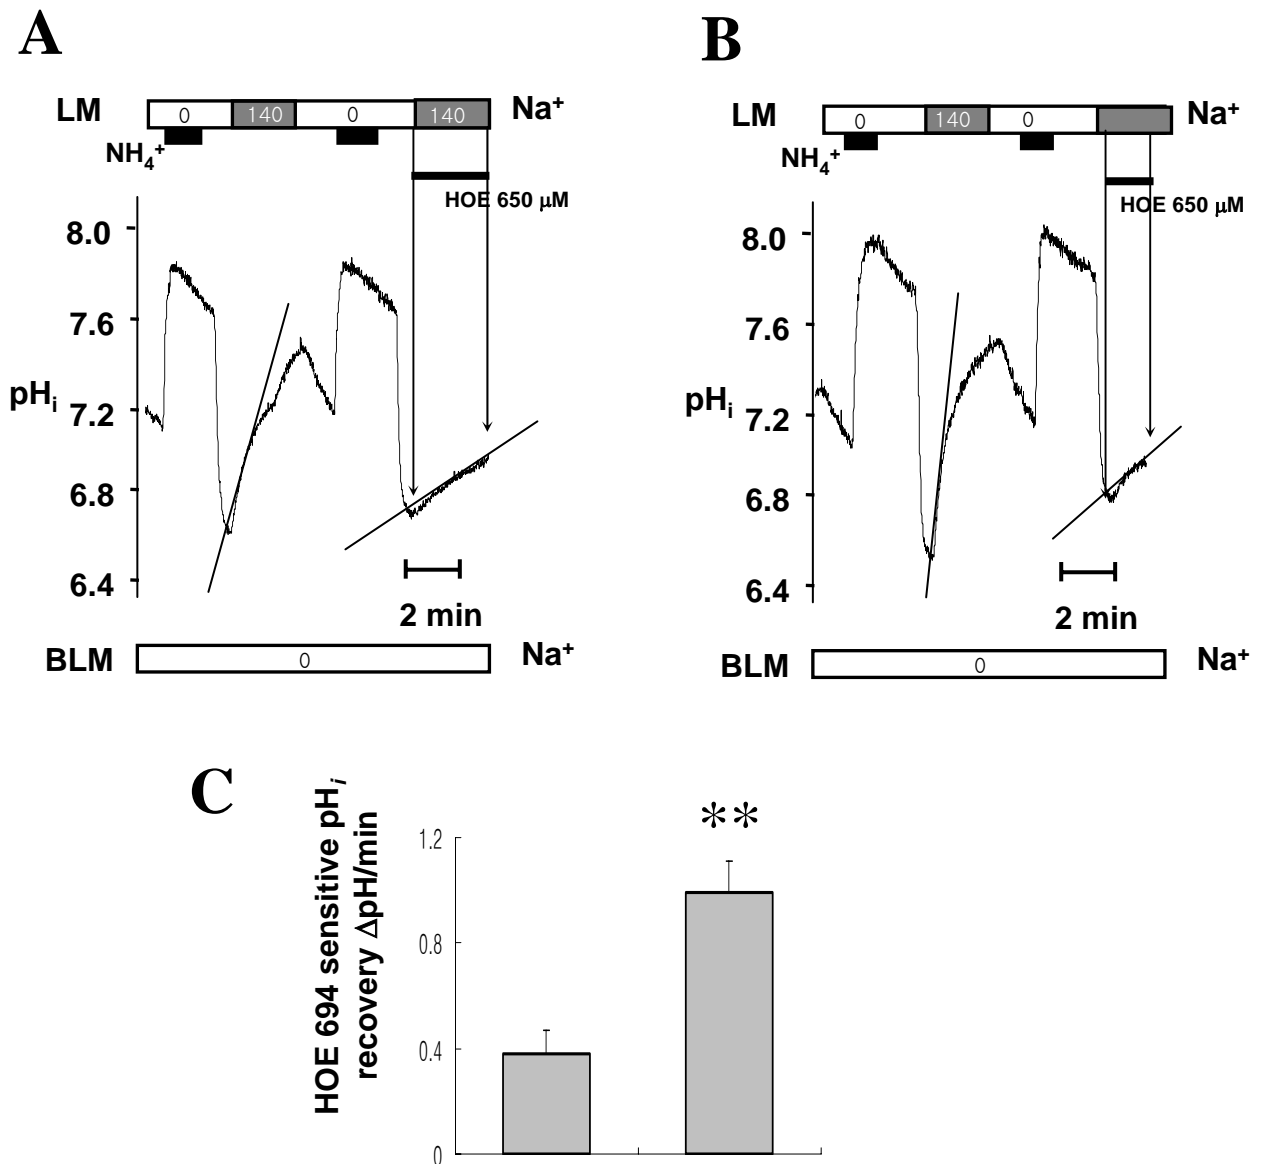 A
LM 0 140 0 140 Na⁺
NH₄⁺
HOE 650 μM
8.0
7.6
pHᵢ 7.2
6.8
6.4
2 min
BLM 0 Na⁺
B
LM 0 140 0 Na⁺
NH₄⁺
HOE 650 μM
8.0
7.6
pHᵢ 7.2
6.8
6.4
2 min
BLM 0 Na⁺
C
HOE 694 sensitive pHᵢ
recovery ΔpH/min
**
1.2
0.8
0.4
0